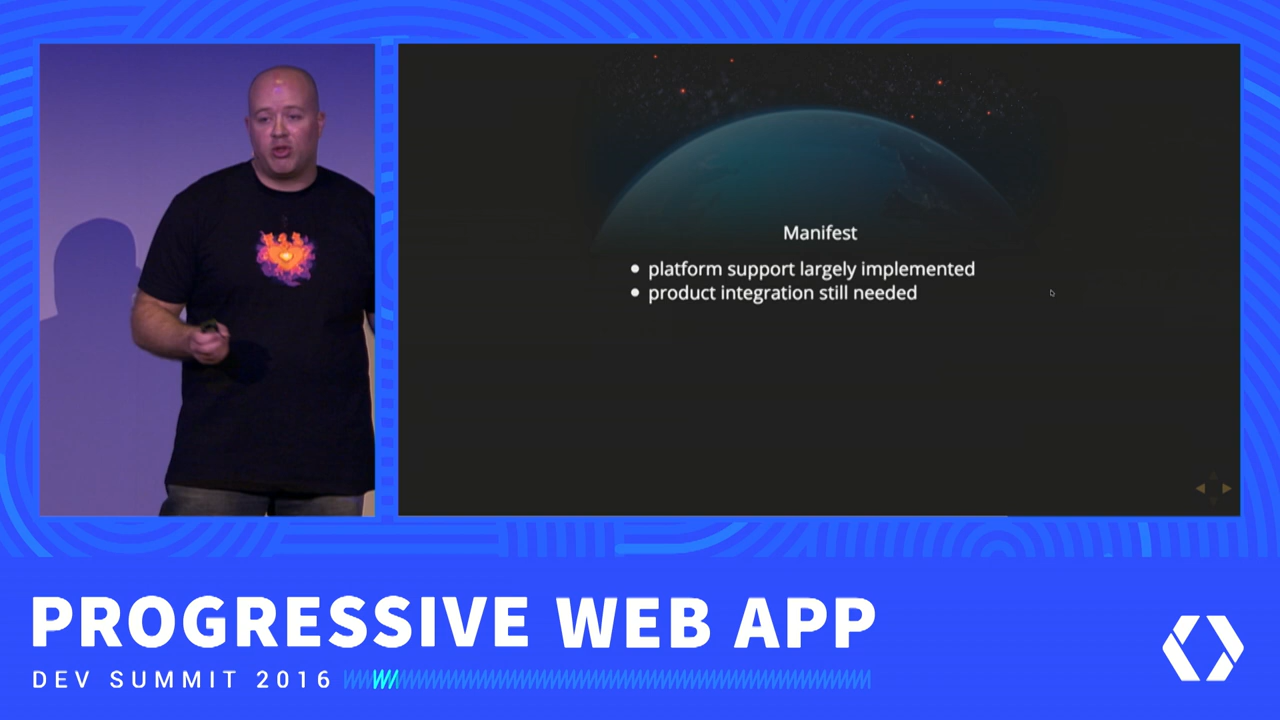 Manifest
platform support largely implemented
product integration still needed
PROGRESSIVE WEB APP
DEV SUMMIT 2016